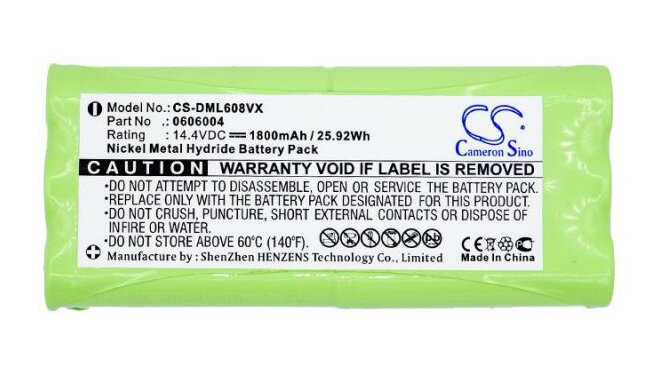 Model No.: CS-DML608VX
Part No .: 0606004
Rating : 14.4VDC ⎓ 1800mAh / 25.92Wh
Nickel Metal Hydride Battery Pack
CS
Cameron Sino
CAUTION: WARRANTY VOID IF LABEL IS REMOVED
•DO NOT ATTEMPT TO DISASSEMBLE, OPEN OR SERVICE THE BATTERY PACK.
•REPLACE ONLY WITH THE BATTERY PACK DESIGNATED FOR THIS PRODUCT.
•DO NOT CRUSH, PUNCTURE, SHORT EXTERNAL CONTACTS OR DISPOSE OF
INFIRE OR WATER.
•DO NOT STORE ABOVE 60°C (140°F).
Manufacture by : ShenZhen HENZENS Technology Co., Limited
CE
Made In China